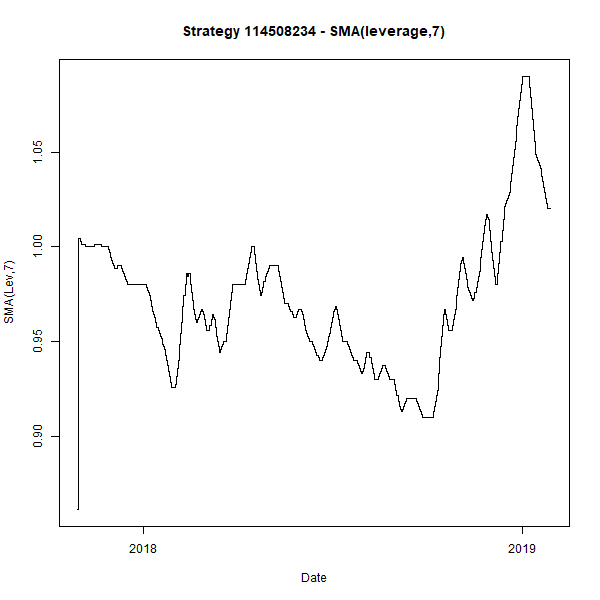 Strategy 114508234 - SMA(leverage,7)
SMA(Lev,7)
1.05
1.00
0.95
0.90
2018 2019
Date